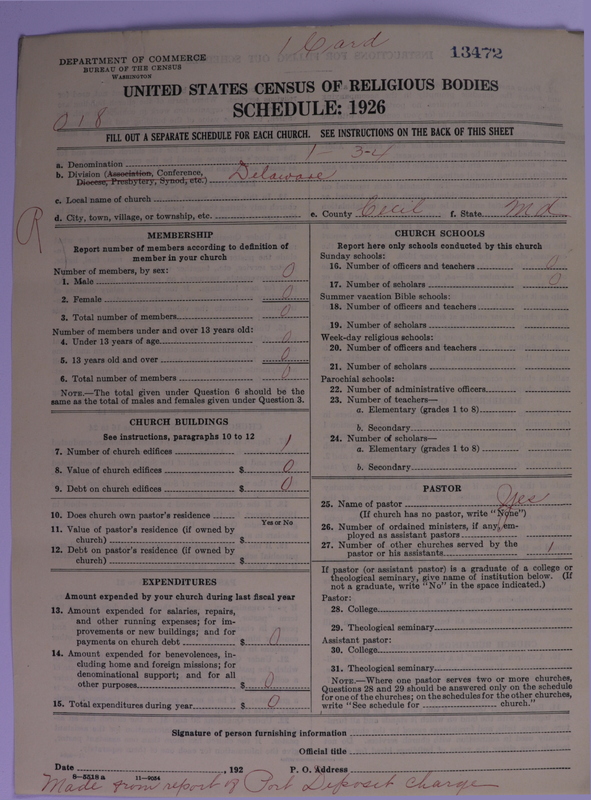 1 Card
13472
DEPARTMENT OF COMMERCE
BUREAU OF THE CENSUS
WASHINGTON
UNITED STATES CENSUS OF RELIGIOUS BODIES
SCHEDULE: 1926
018
FILL OUT A SEPARATE SCHEDULE FOR EACH CHURCH. SEE INSTRUCTIONS ON THE BACK OF THIS SHEET
a. Denomination 1-3-4
b. Division (Association, Conference, Diocese, Presbytery, Synod, etc.) Delaware
c. Local name of church
d. City, town, village, or township, etc. e. County Cecil f. State Md
R
MEMBERSHIP
Report number of members according to definition of
member in your church
Number of members, by sex:
1. Male 0
2. Female 0
3. Total number of members 0
Number of members under and over 13 years old:
4. Under 13 years of age 0
5. 13 years old and over 0
6. Total number of members 0
NOTE.—The total given under Question 6 should be
same as the total of males and females given under Question 3.
CHURCH BUILDINGS
See instructions, paragraphs 10 to 12
7. Number of church edifices 1
8. Value of church edifices $ 0
9. Debt on church edifices $ 0
10. Does church own pastor's residence
Yes or No
11. Value of pastor's residence (if owned by
church) $
12. Debt on pastor's residence (if owned by
church) $
EXPENDITURES
Amount expended by your church during last fiscal year
13. Amount expended for salaries, repairs,
and other running expenses; for im-
provements or new buildings; and for
payments on church debt $ 0
14. Amount expended for benevolences, in-
cluding home and foreign missions; for
denominational support; and for all
other purposes $ 0
15. Total expenditures during year $ 0
CHURCH SCHOOLS
Report here only schools conducted by this church
Sunday schools:
16. Number of officers and teachers 0
17. Number of scholars 0
Summer vacation Bible schools:
18. Number of officers and teachers
19. Number of scholars
Week-day religious schools:
20. Number of officers and teachers
21. Number of scholars
Parochial schools:
22. Number of administrative officers
23. Number of teachers—
a. Elementary (grades 1 to 8)
b. Secondary
24. Number of scholars—
a. Elementary (grades 1 to 8)
b. Secondary
PASTOR
25. Name of pastor Yes
(If church has no pastor, write "None")
26. Number of ordained ministers, if any, em-
ployed as assistant pastors
27. Number of other churches served by the
pastor or his assistants 1
If pastor (or assistant pastor) is a graduate of a college or
theological seminary, give name of institution below. (If
not a graduate, write "No" in the space indicated.)
Pastor:
28. College
29. Theological seminary
Assistant pastor:
30. College
31. Theological seminary
NOTE.—Where one pastor serves two or more churches,
Questions 28 and 29 should be answered only on the schedule
for one of the churches; on the schedules for the other churches,
write "See schedule for church."
Signature of person furnishing information
Official title
Date , 192 P. O. Address
8—5518 a 11—9054
Made from report of Port Deposit Charge